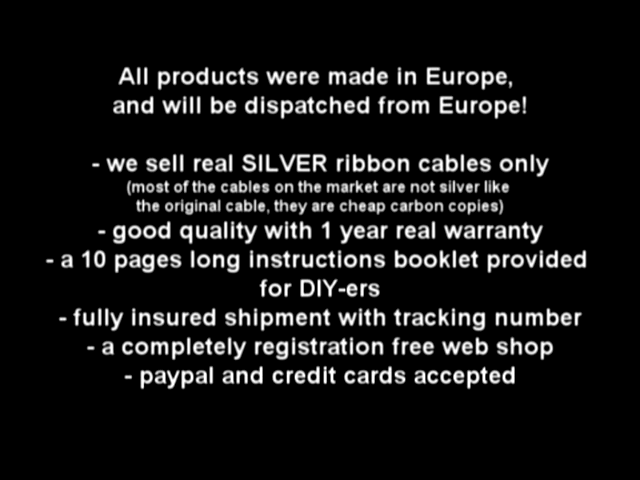 All products were made in Europe,
and will be dispatched from Europe!
- we sell real SILVER ribbon cables only
(most of the cables on the market are not silver like
the original cable, they are cheap carbon copies)
- good quality with 1 year real warranty
- a 10 pages long instructions booklet provided
for DIY-ers
- fully insured shipment with tracking number
- a completely registration free web shop
- paypal and credit cards accepted